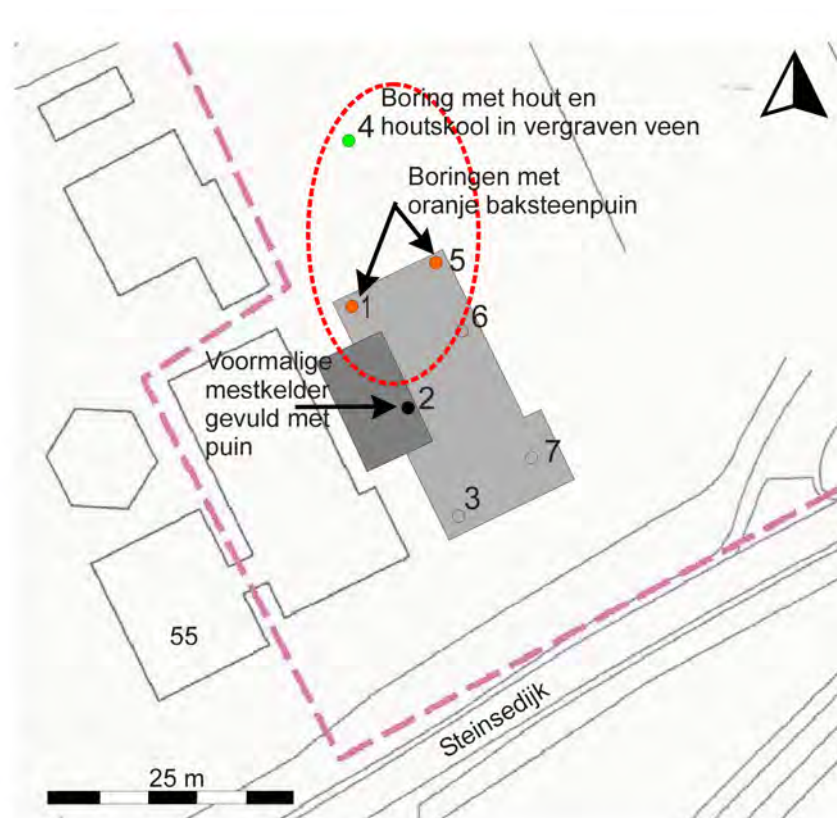 Boring met hout en
4 houtskool in vergraven veen
Boringen met
oranje baksteenpuin
5
1
6
Voormalige
mestkelder
gevuld met
puin
2
7
3
55
Steinsedijk
25 m